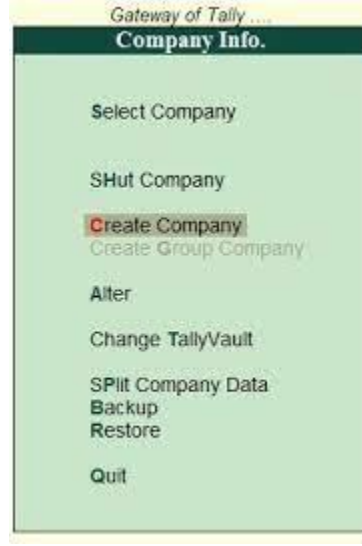 Gateway of Tally ....
Company Info.
Select Company
SHut Company
Create Company
Create Group Company
Alter
Change TallyVault
SPlit Company Data
Backup
Restore
Quit